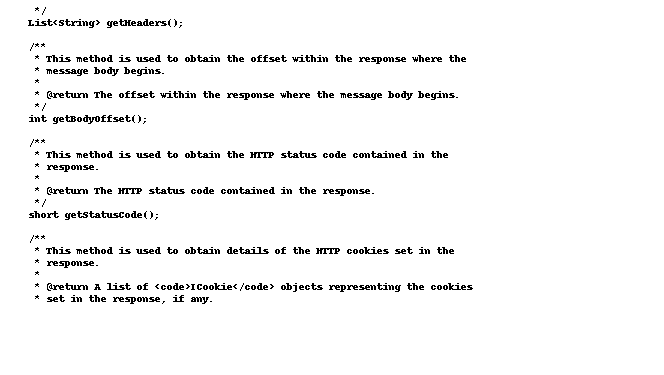 */
List<String> getHeaders();

/**
 * This method is used to obtain the offset within the response where the
 * message body begins.
 *
 * @return The offset within the response where the message body begins.
 */
int getBodyOffset();

/**
 * This method is used to obtain the HTTP status code contained in the
 * response.
 *
 * @return The HTTP status code contained in the response.
 */
short getStatusCode();

/**
 * This method is used to obtain details of the HTTP cookies set in the
 * response.
 *
 * @return A list of <code>ICookie</code> objects representing the cookies
 * set in the response, if any.